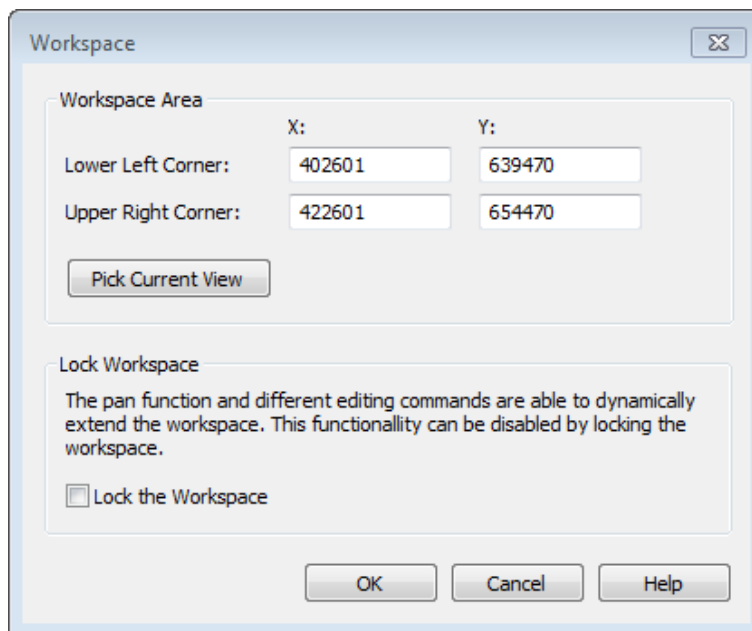 Workspace
Workspace Area
X: Y:
Lower Left Corner: 402601 639470
Upper Right Corner: 422601 654470
Pick Current View
Lock Workspace
The pan function and different editing commands are able to dynamically
extend the workspace. This functionallity can be disabled by locking the
workspace.
Lock the Workspace
OK Cancel Help